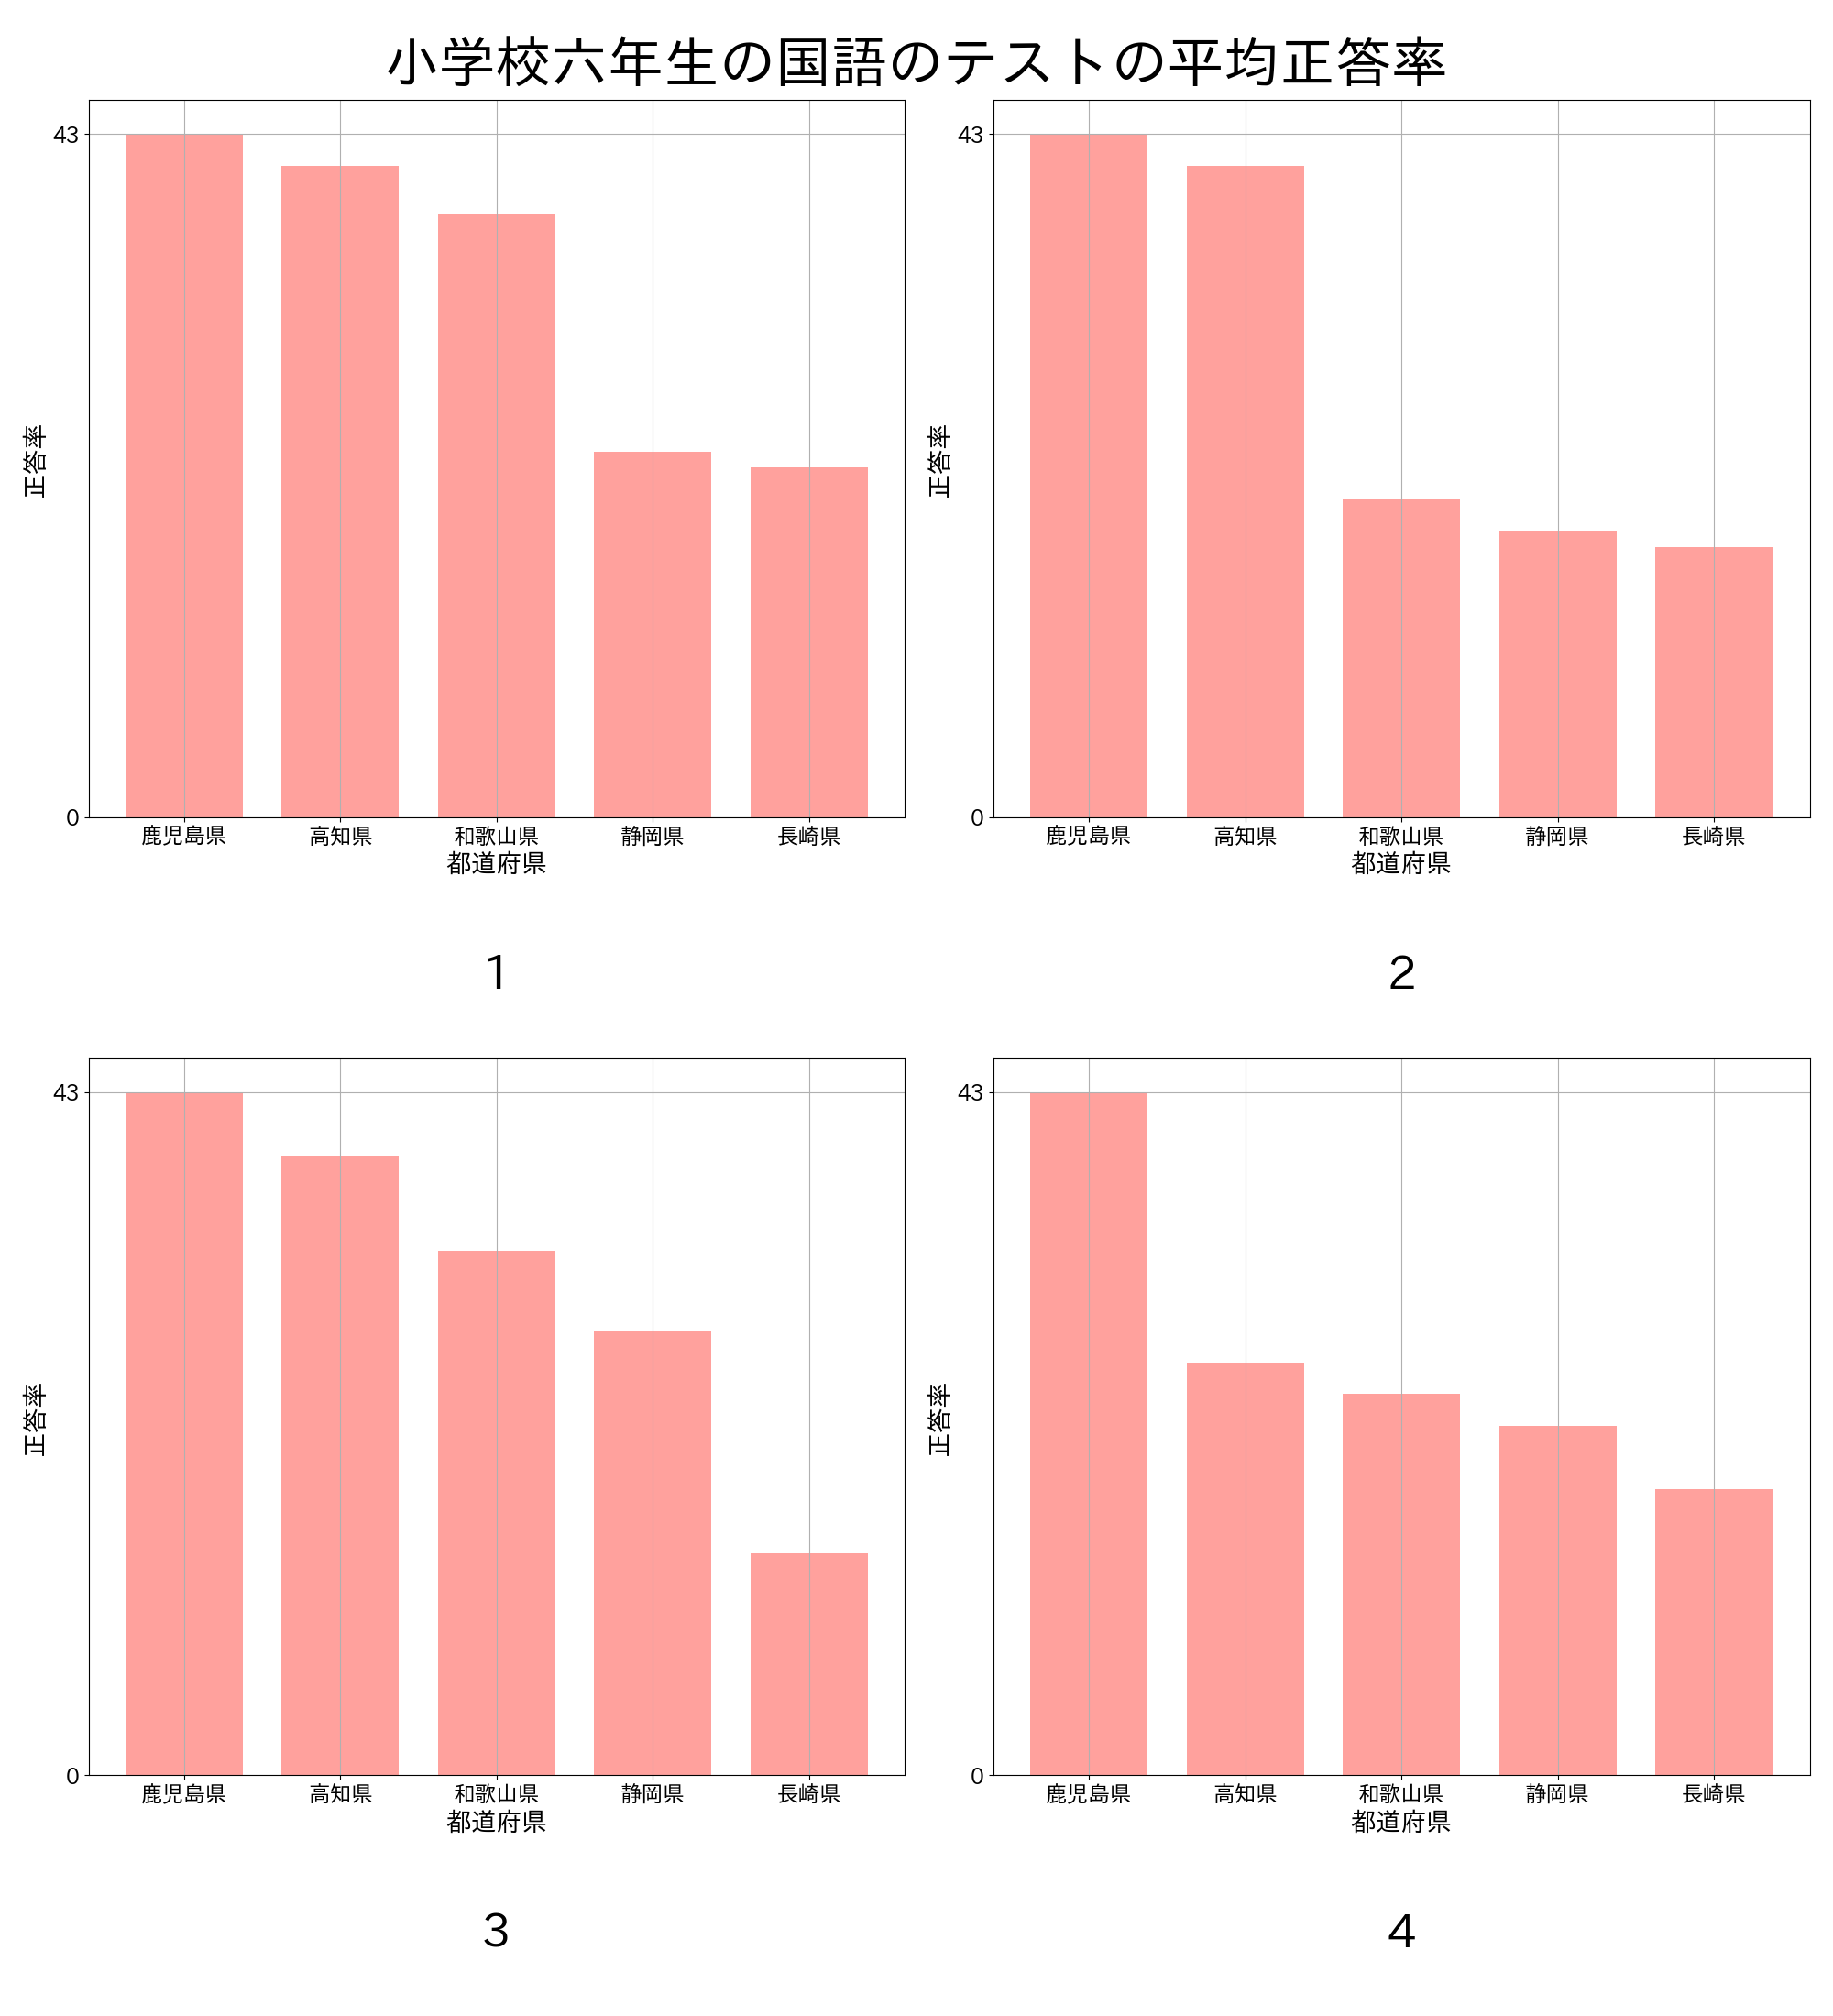 小学校六年生の国語のテストの平均正答率
43
0
正答率
鹿児島県 高知県 和歌山県 静岡県 長崎県
都道府県
1
43
0
正答率
鹿児島県 高知県 和歌山県 静岡県 長崎県
都道府県
2
43
0
正答率
鹿児島県 高知県 和歌山県 静岡県 長崎県
都道府県
3
43
0
正答率
鹿児島県 高知県 和歌山県 静岡県 長崎県
都道府県
4